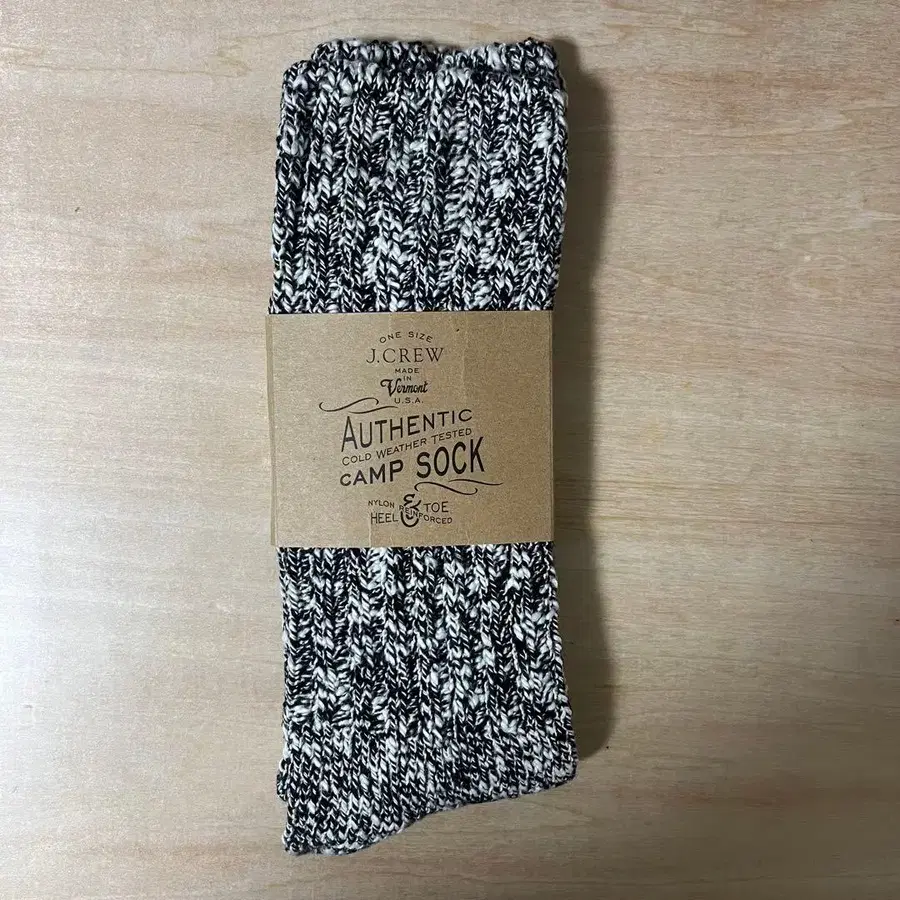 ONE SIZE
J.CREW
MADE
IN
Vermont
U.S.A.
AUTHENTIC
COLD WEATHER TESTED
CAMP SOCK
NYLON REINFORCED
HEEL & TOE